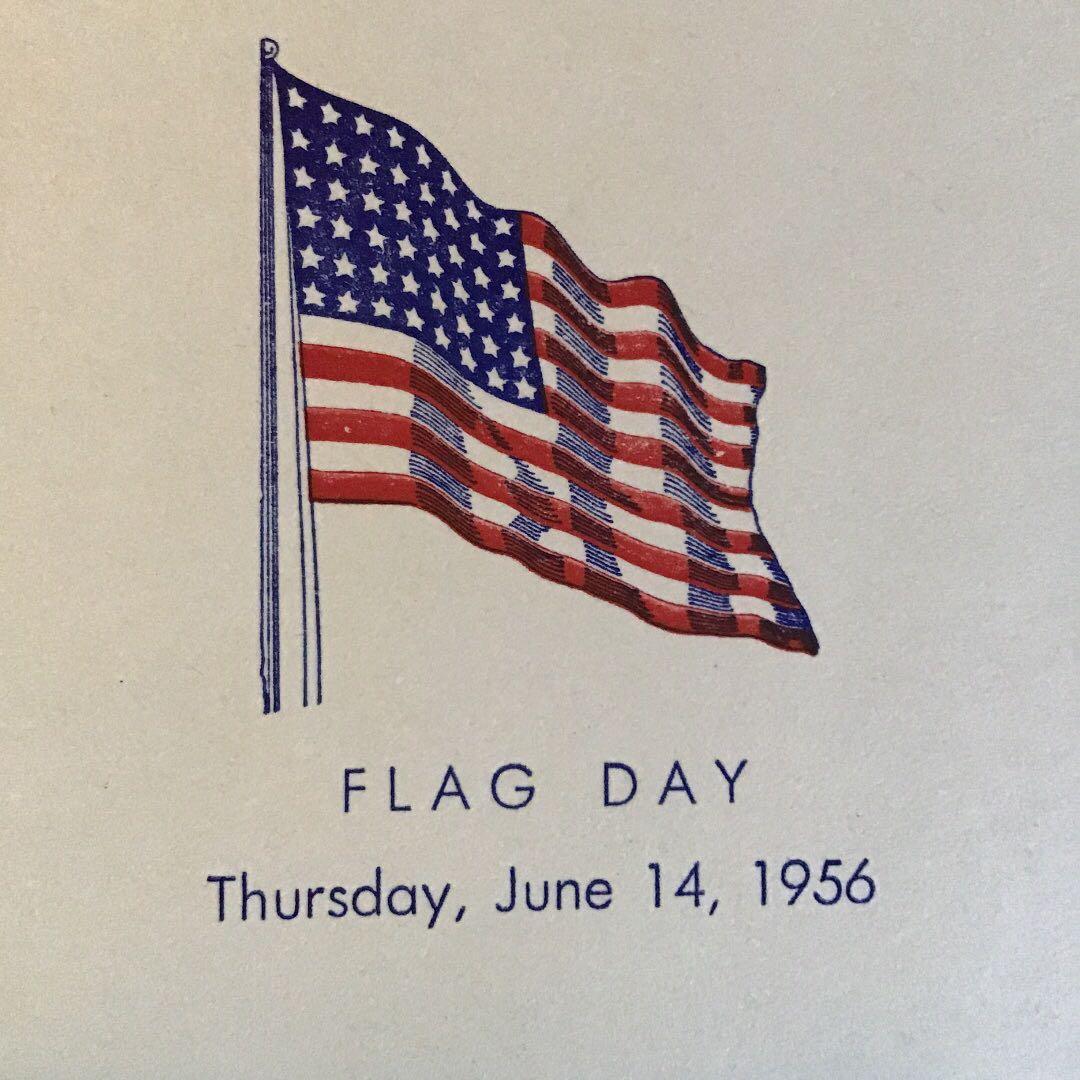 FLAG DAY
Thursday, June 14, 1956